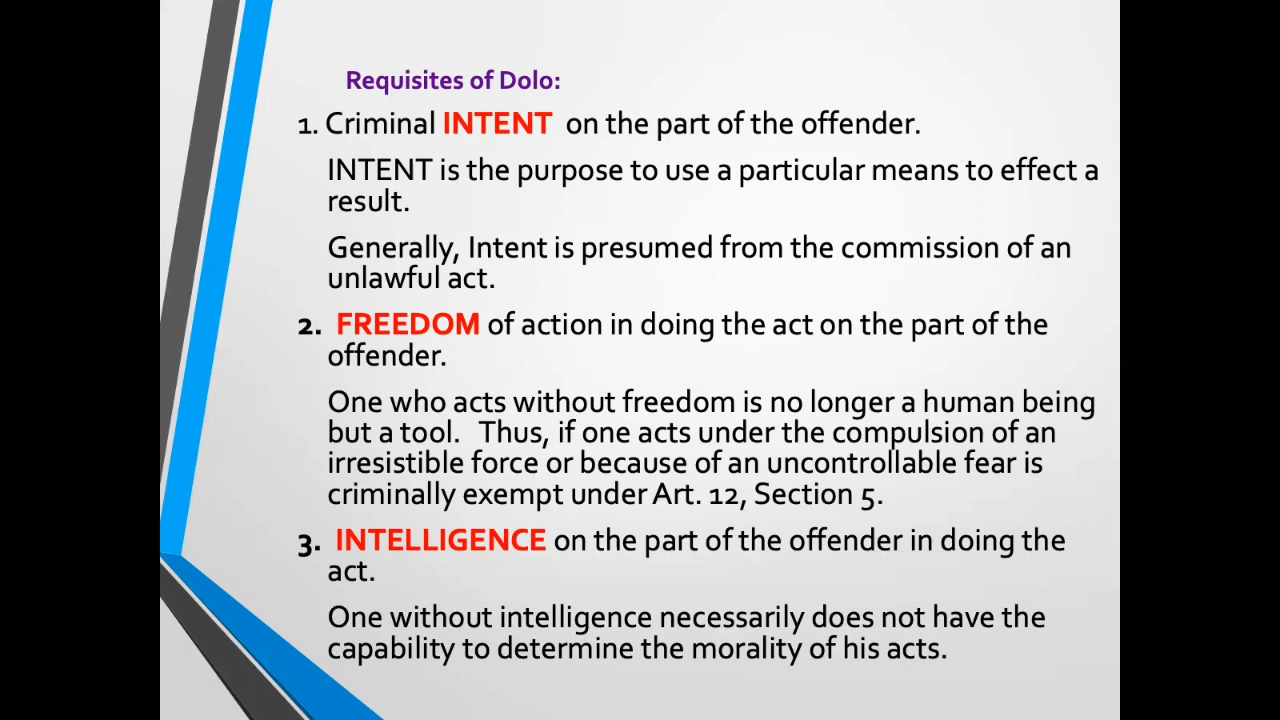 Requisites of Dolo:
1. Criminal INTENT on the part of the offender.
INTENT is the purpose to use a particular means to effect a
result.
Generally, Intent is presumed from the commission of an
unlawful act.
2. FREEDOM of action in doing the act on the part of the
offender.
One who acts without freedom is no longer a human being
but a tool. Thus, if one acts under the compulsion of an
irresistible force or because of an uncontrollable fear is
criminally exempt under Art. 12, Section 5.
3. INTELLIGENCE on the part of the offender in doing the
act.
One without intelligence necessarily does not have the
capability to determine the morality of his acts.